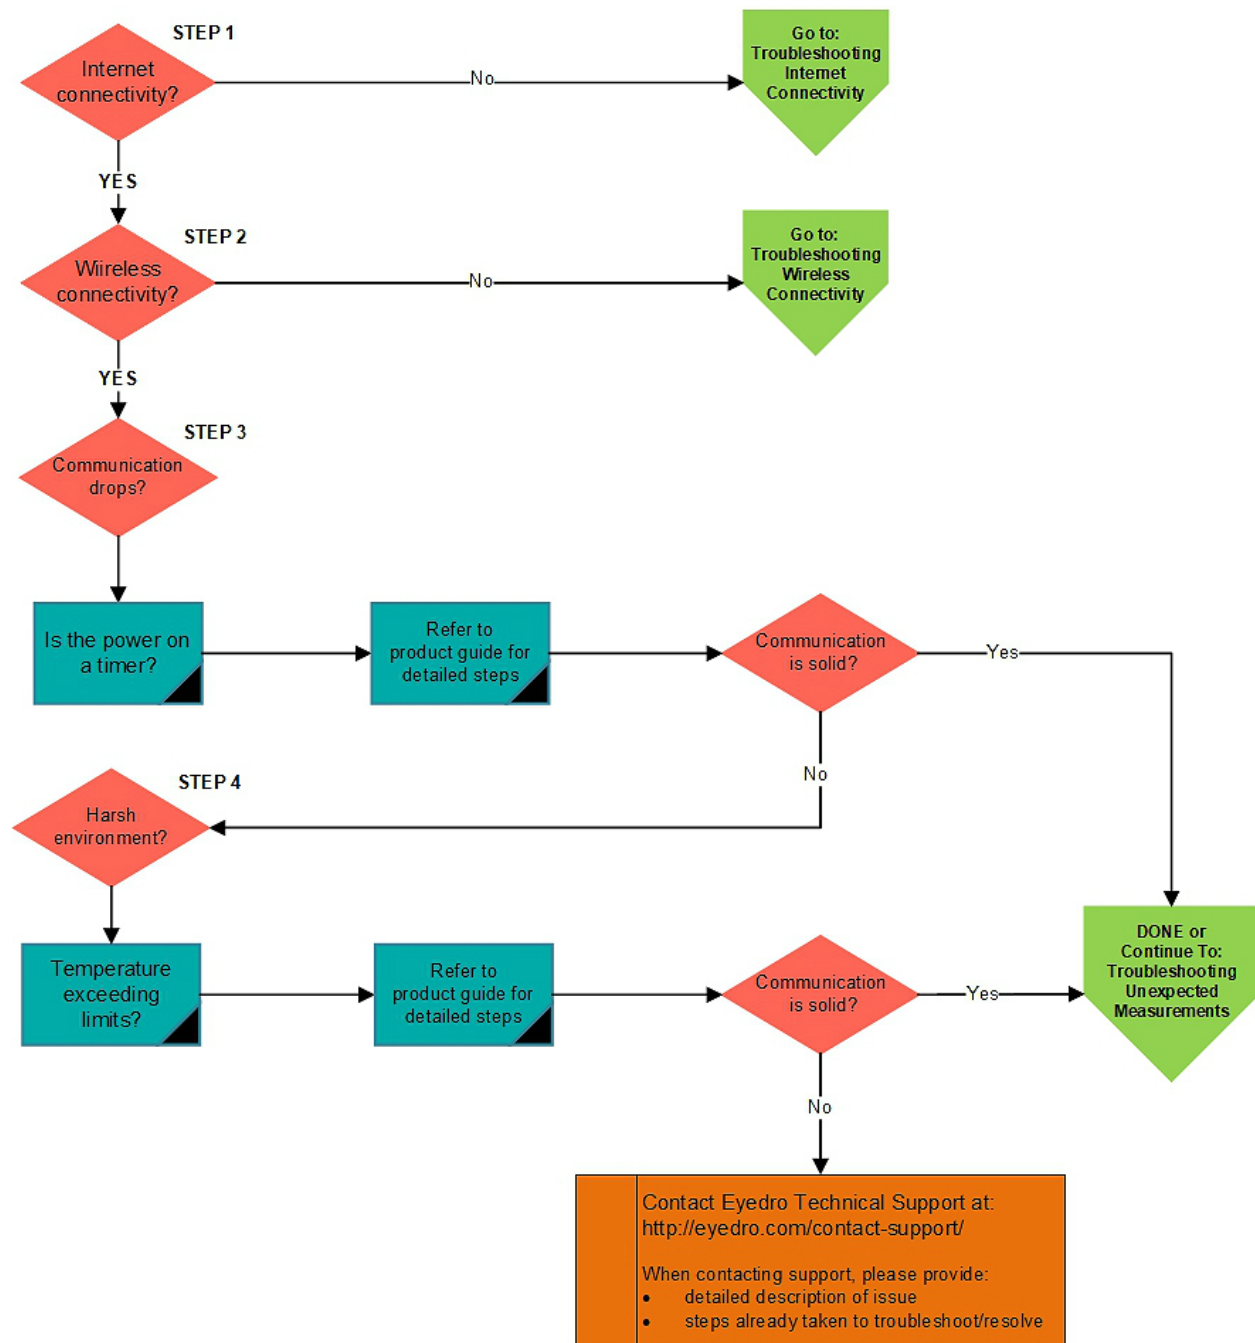 STEP 1
Internet
connectivity?
No
Go to:
Troubleshooting
Internet
Connectivity
YES
STEP 2
Wiireless
connectivity?
No
Go to:
Troubleshooting
Wireless
Connectivity
YES
STEP 3
Communication
drops?
Is the power on
a timer?
Refer to
product guide for
detailed steps
Communication
is solid?
Yes
No
STEP 4
Harsh
environment?
Temperature
exceeding
limits?
Refer to
product guide for
detailed steps
Communication
is solid?
Yes
DONE or
Continue To:
Troubleshooting
Unexpected
Measurements
No
Contact Eyedro Technical Support at:
http://eyedro.com/contact-support/
When contacting support, please provide:
• detailed description of issue
• steps already taken to troubleshoot/resolve